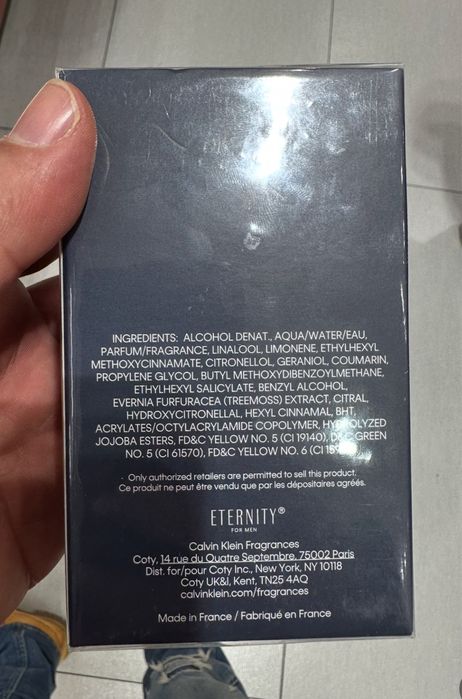 INGREDIENTS: ALCOHOL DENAT., AQUA/WATER/EAU,
PARFUM/FRAGRANCE, LINALOOL, LIMONENE, ETHYLHEXYL
METHOXYCINNAMATE, CITRONELLOL, GERANIOL, COUMARIN,
PROPYLENE GLYCOL, BUTYL METHOXYDIBENZOYLMETHANE,
ETHYLHEXYL SALICYLATE, BENZYL ALCOHOL,
EVERNIA FURFURACEA (TREEMOSS) EXTRACT, CITRAL,
HYDROXYCITRONELLAL, HEXYL CINNAMAL, BHT,
ACRYLATES/OCTYLACRYLAMIDE COPOLYMER, HYDROLYZED
JOJOBA ESTERS, FD&C YELLOW NO. 5 (CI 19140), D&C GREEN
NO. 5 (CI 61570), FD&C YELLOW NO. 6
- Only authorized retailers are permitted to sell this product.
Ce produit ne peut être vendu que par les dépositaires agréés.
ETERNITY®
FOR MEN
Calvin Klein Fragrances
Coty, 14 rue du Quatre Septembre, 75002 Paris
Dist. for/pour Coty Inc., New York, NY 10118
Coty UK&I, Kent, TN25 4AQ
calvinklein.com/fragrances
Made in France / Fabriqué en France